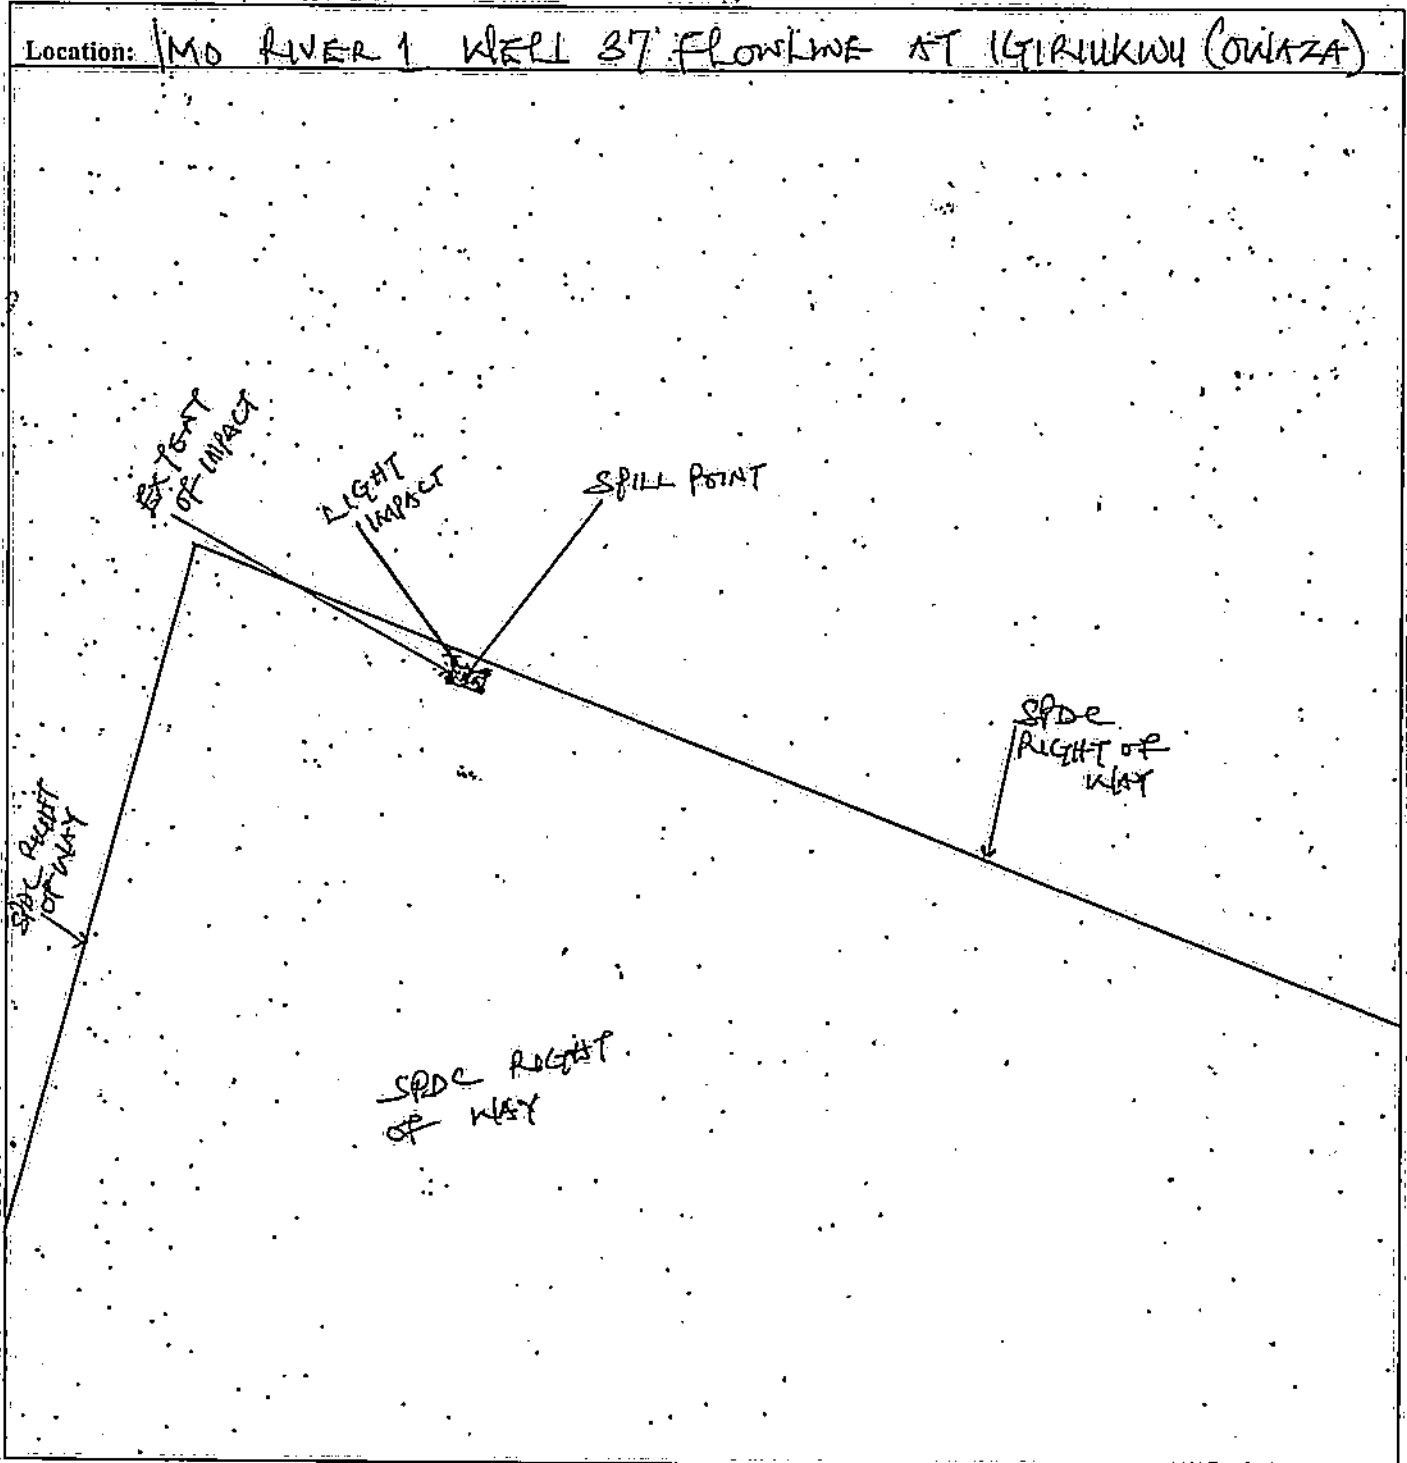 Location: IMO RIVER 1 WELL 37 FLOWLINE AT IGIRIUKWU (OWAZA)
EXTENT
OF IMPACT
LIGHT
IMPACT
SPILL POINT
SPDC
RIGHT OF
WAY
SPDC RIGHT
OF WAY
SPDC RIGHT
OF WAY